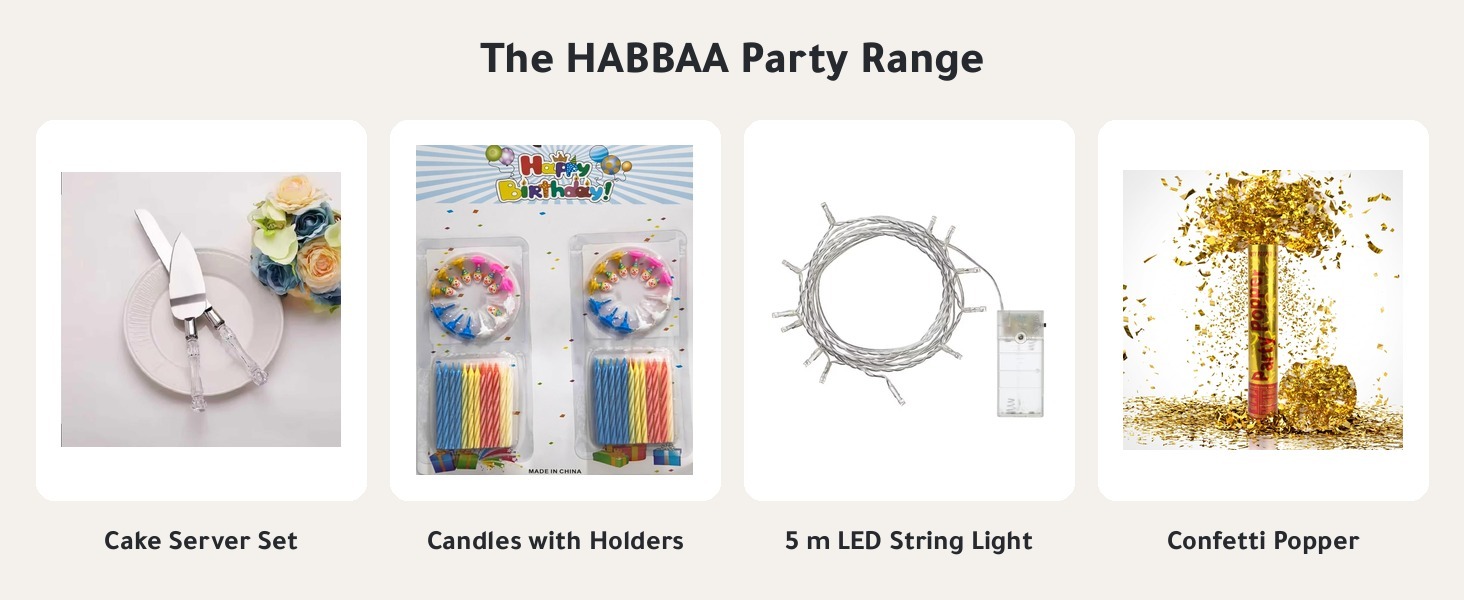 The HABBAA Party Range
Happy
Birthday!
MADE IN CHINA
Party Popper
Cake Server Set
Candles with Holders
5 m LED String Light
Confetti Popper